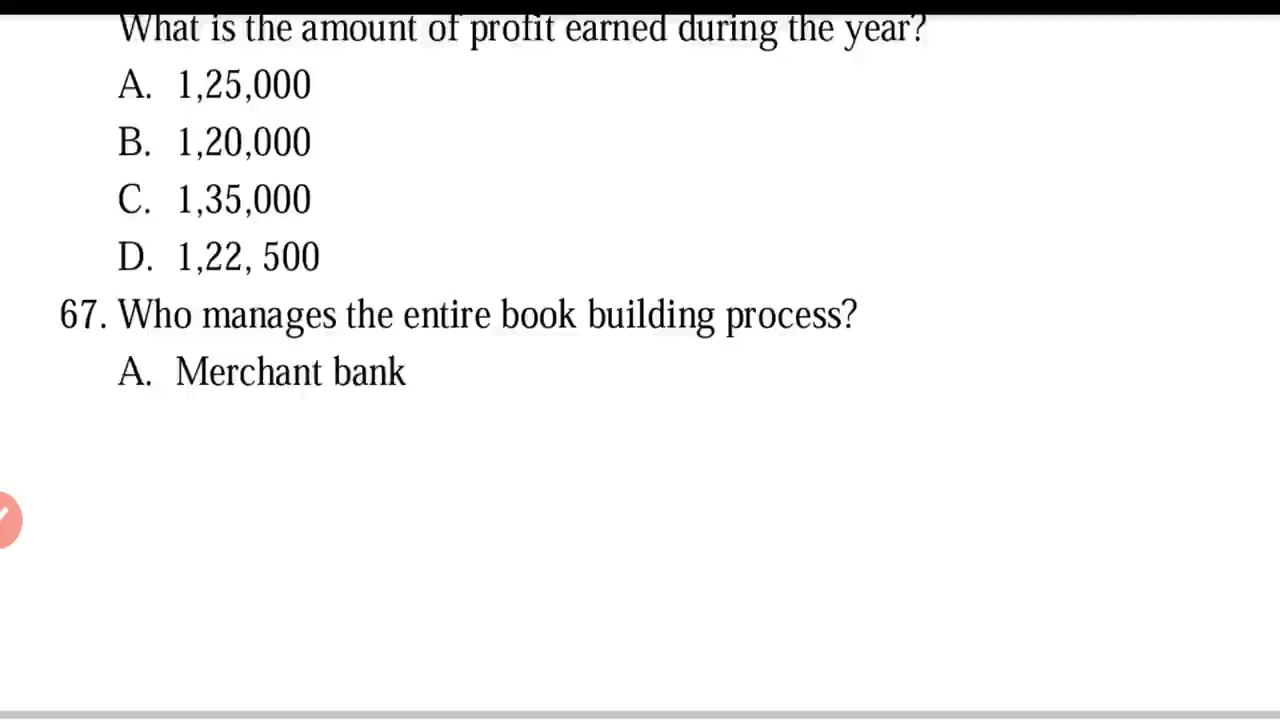 What is the amount of profit earned during the year?
A. 1,25,000
B. 1,20,000
C. 1,35,000
D. 1,22, 500
67. Who manages the entire book building process?
A. Merchant bank